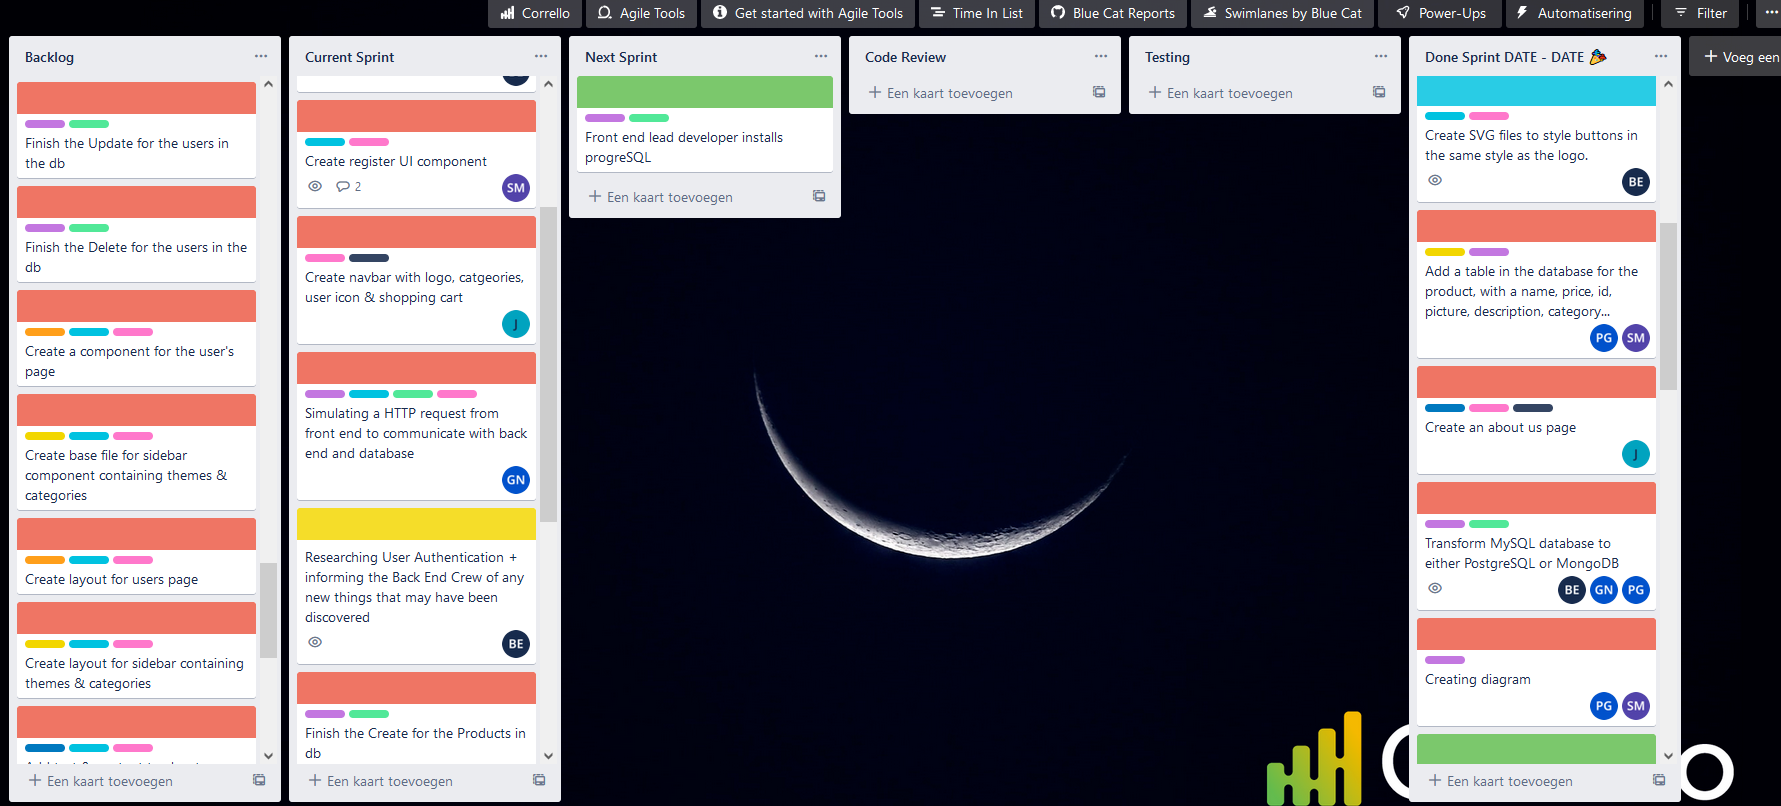 Corrello
Agile Tools
Get started with Agile Tools
Time In List
Blue Cat Reports
Swimlanes by Blue Cat
Power-Ups
Automatisering
Filter
Backlog
Finish the Update for the users in
the db
Finish the Delete for the users in the
db
Create a component for the user's
page
Create base file for sidebar
component containing themes &
categories
Create layout for users page
Create layout for sidebar containing
themes & categories
+ Een kaart toevoegen
Current Sprint
BE
Create register UI component
2
SM
Create navbar with logo, catgeories,
user icon & shopping cart
J
Simulating a HTTP request from
front end to communicate with back
end and database
GN
Researching User Authentication +
informing the Back End Crew of any
new things that may have been
discovered
BE
Finish the Create for the Products in
db
+ Een kaart toevoegen
Next Sprint
Front end lead developer installs
progreSQL
+ Een kaart toevoegen
Code Review
+ Een kaart toevoegen
Testing
+ Een kaart toevoegen
Done Sprint DATE - DATE 🎉
Create SVG files to style buttons in
the same style as the logo.
BE
Add a table in the database for the
product, with a name, price, id,
picture, description, category...
PG SM
Create an about us page
J
Transform MySQL database to
either PostgreSQL or MongoDB
BE GN PG
Creating diagram
PG SM
+ Een kaart toevoegen
+ Voeg een